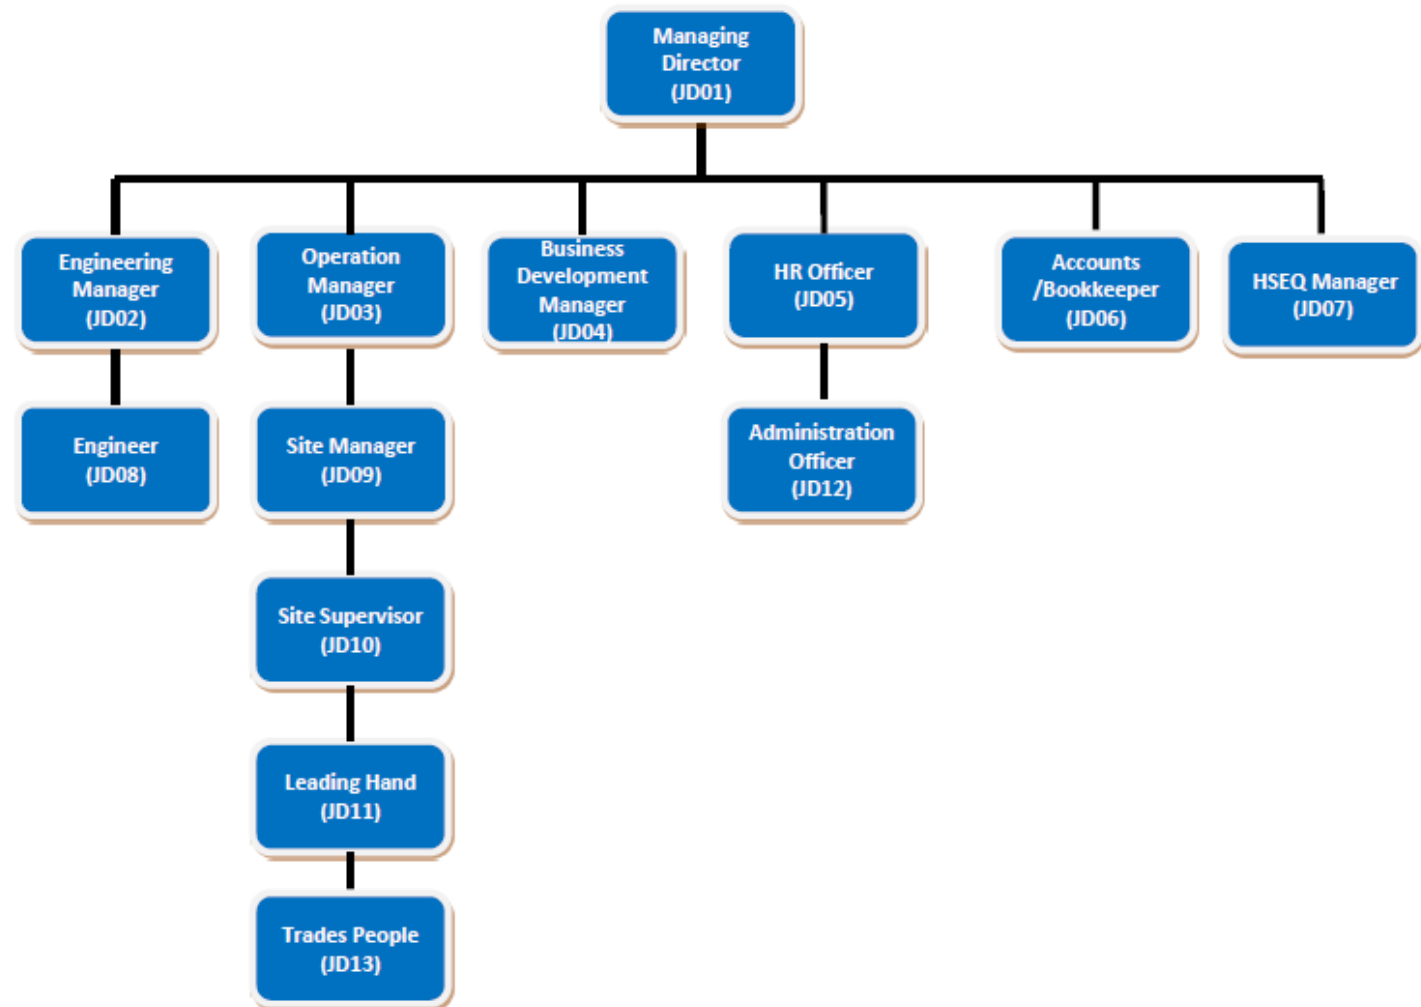 Managing
Director
(JD01)
Engineering
Manager
(JD02)
Operation
Manager
(JD03)
Business
Development
Manager
(JD04)
HR Officer
(JD05)
Accounts
/Bookkeeper
(JD06)
HSEQ Manager
(JD07)
Engineer
(JD08)
Site Manager
(JD09)
Administration
Officer
(JD12)
Site Supervisor
(JD10)
Leading Hand
(JD11)
Trades People
(JD13)